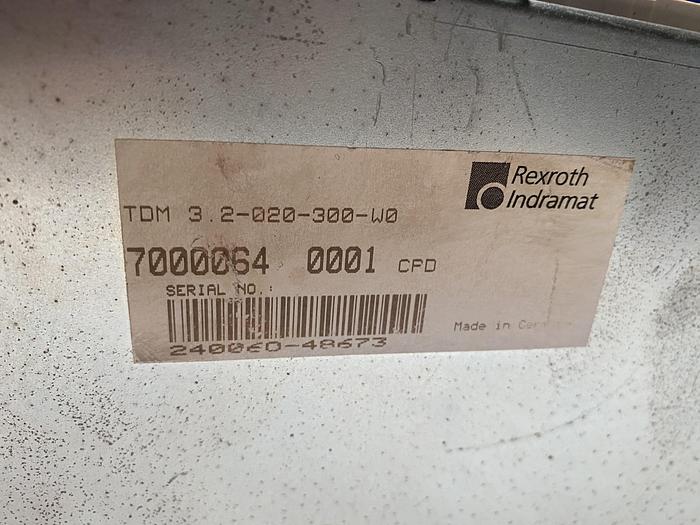 Rexroth
Indramat
TDM 3.2-020-300-W0
7000064 0001 CPD
SERIAL NO.:
240060-48673
Made in